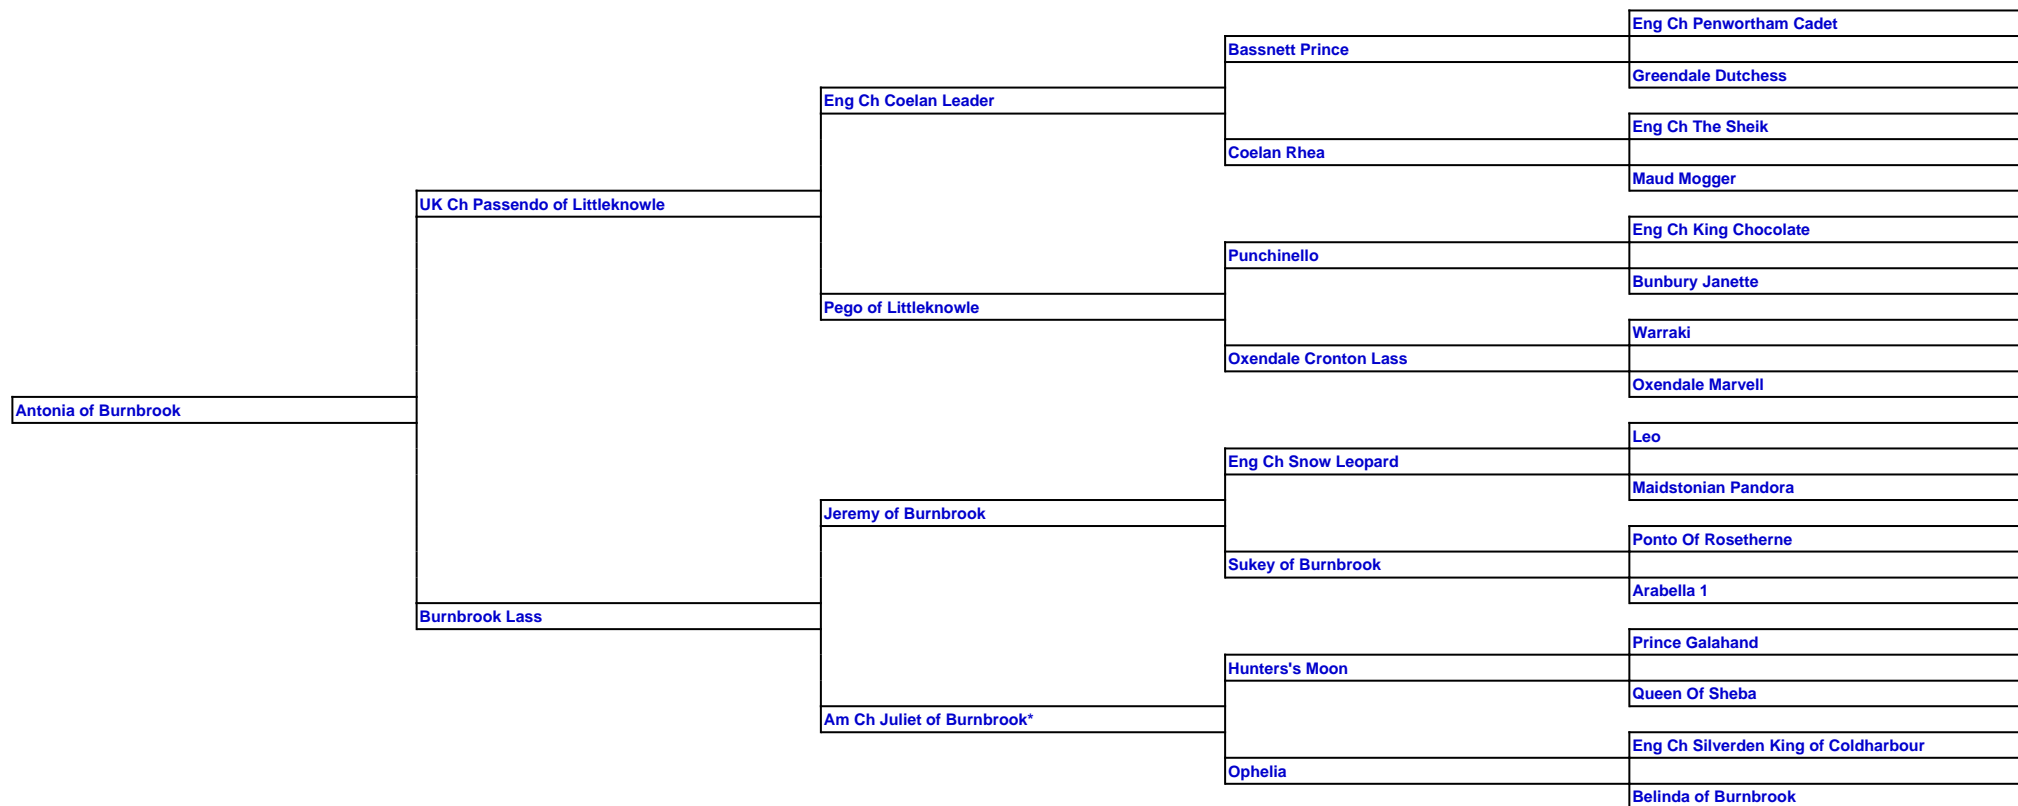 Eng Ch Penwortham Cadet
Bassnett Prince
Greendale Dutchess
Eng Ch Coelan Leader
Eng Ch The Sheik
Coelan Rhea
Maud Mogger
UK Ch Passendo of Littleknowle
Eng Ch King Chocolate
Punchinello
Bunbury Janette
Pego of Littleknowle
Warraki
Oxendale Cronton Lass
Oxendale Marvell
Antonia of Burnbrook
Leo
Eng Ch Snow Leopard
Maidstonian Pandora
Jeremy of Burnbrook
Ponto Of Rosetherne
Sukey of Burnbrook
Arabella 1
Burnbrook Lass
Prince Galahand
Hunters's Moon
Queen Of Sheba
Am Ch Juliet of Burnbrook*
Eng Ch Silverden King of Coldharbour
Ophelia
Belinda of Burnbrook